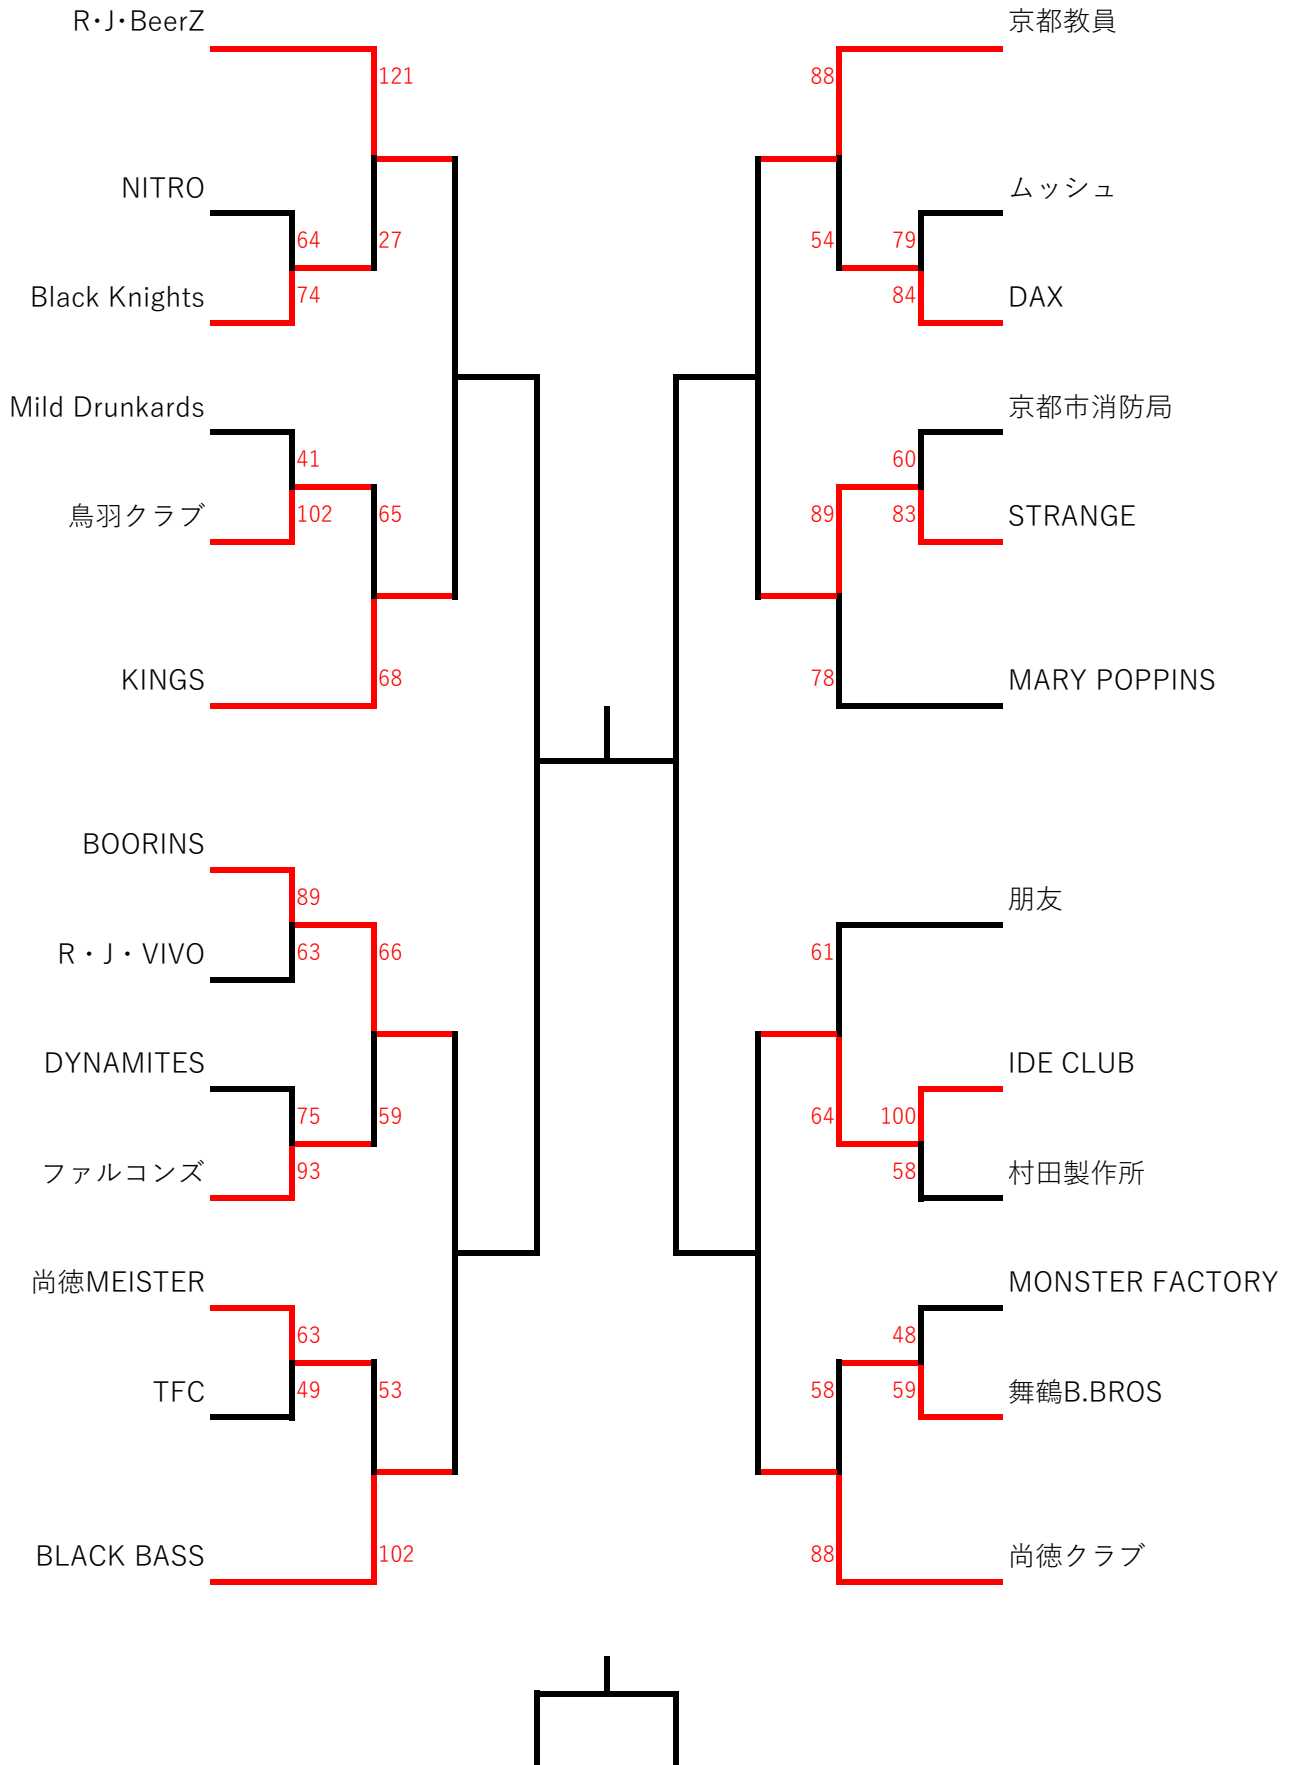 R･J･BeerZ
121
NITRO
64
27
Black Knights
74
Mild Drunkards
41
鳥羽クラブ
102
65
KINGS
68
BOORINS
89
R・J・VIVO
63
66
DYNAMITES
75
59
ファルコンズ
93
尚徳MEISTER
63
TFC
49
53
BLACK BASS
102
京都教員
88
ムッシュ
54
79
84
DAX
京都市消防局
60
89
83
STRANGE
78
MARY POPPINS
朋友
61
IDE CLUB
64
100
58
村田製作所
MONSTER FACTORY
48
58
59
舞鶴B.BROS
88
尚徳クラブ